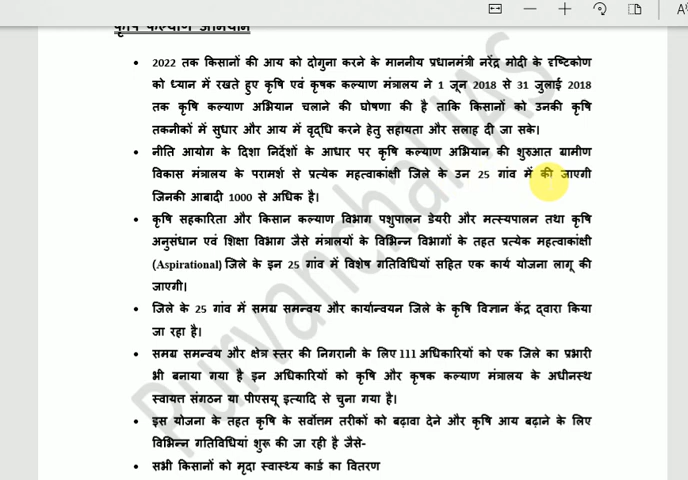 कृषि कल्याण अभियान
• 2022 तक किसानों की आय को दोगुना करने के माननीय प्रधानमंत्री नरेंद्र मोदी के दृष्टिकोण
को ध्यान में रखते हुए कृषि एवं कृषक कल्याण मंत्रालय ने 1 जून 2018 से 31 जुलाई 2018
तक कृषि कल्याण अभियान चलाने की घोषणा की है ताकि किसानों को उनकी कृषि
तकनीकों में सुधार और आय में वृद्धि करने हेतु सहायता और सलाह दी जा सके।
• नीति आयोग के दिशा निर्देशों के आधार पर कृषि कल्याण अभियान की शुरुआत ग्रामीण
विकास मंत्रालय के परामर्श से प्रत्येक महत्वाकांक्षी जिले के उन 25 गांव में की जाएगी
जिनकी आबादी 1000 से अधिक है।
• कृषि सहकारिता और किसान कल्याण विभाग पशुपालन डेयरी और मत्स्यपालन तथा कृषि
अनुसंधान एवं शिक्षा विभाग जैसे मंत्रालयों के विभिन्न विभागों के तहत प्रत्येक महत्वाकांक्षी
(Aspirational) जिले के इन 25 गांव में विशेष गतिविधियों सहित एक कार्य योजना लागू की
जाएगी।
• जिले के 25 गांव में समग्र समन्वय और कार्यान्वयन जिले के कृषि विज्ञान केंद्र द्वारा किया
जा रहा है।
• समग्र समन्वय और क्षेत्र स्तर की निगरानी के लिए 111 अधिकारियों को एक जिले का प्रभारी
भी बनाया गया है इन अधिकारियों को कृषि और कृषक कल्याण मंत्रालय के अधीनस्थ
स्वायत्त संगठन या पीएसयू इत्यादि से चुना गया है।
• इस योजना के तहत कृषि के सर्वोत्तम तरीकों को बढ़ावा देने और कृषि आय बढ़ाने के लिए
विभिन्न गतिविधियां शुरू की जा रही है जैसे-
• सभी किसानों को मृदा स्वास्थ्य कार्ड का वितरण
Purvanchal IAS